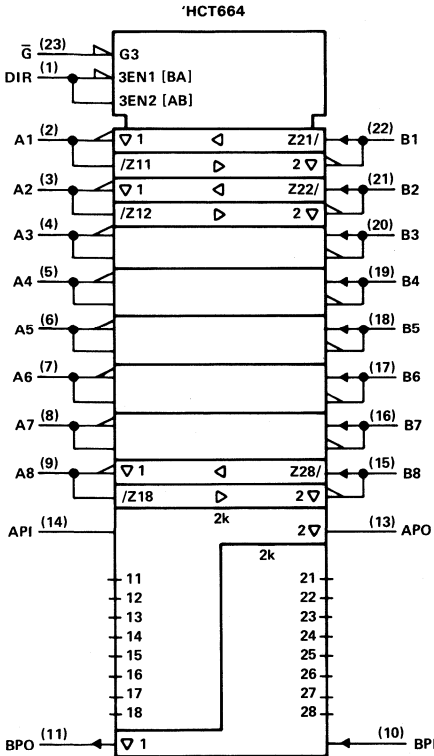 'HCT664
G̅ (23) G3
DIR (1) 3EN1 [BA]
3EN2 [AB]
A1 (2) ▽ 1 ◁ Z21/ (22) B1
/Z11 ▷ 2 ▽
A2 (3) ▽ 1 ◁ Z22/ (21) B2
/Z12 ▷ 2 ▽
A3 (4) (20) B3
A4 (5) (19) B4
A5 (6) (18) B5
A6 (7) (17) B6
A7 (8) (16) B7
A8 (9) ▽ 1 ◁ Z28/ (15) B8
/Z18 ▷ 2 ▽
2k
API (14) 2 ▽ (13) APO
2k
11 21
12 22
13 23
14 24
15 25
16 26
17 27
18 28
BPO (11) ▽ 1 (10) BPI